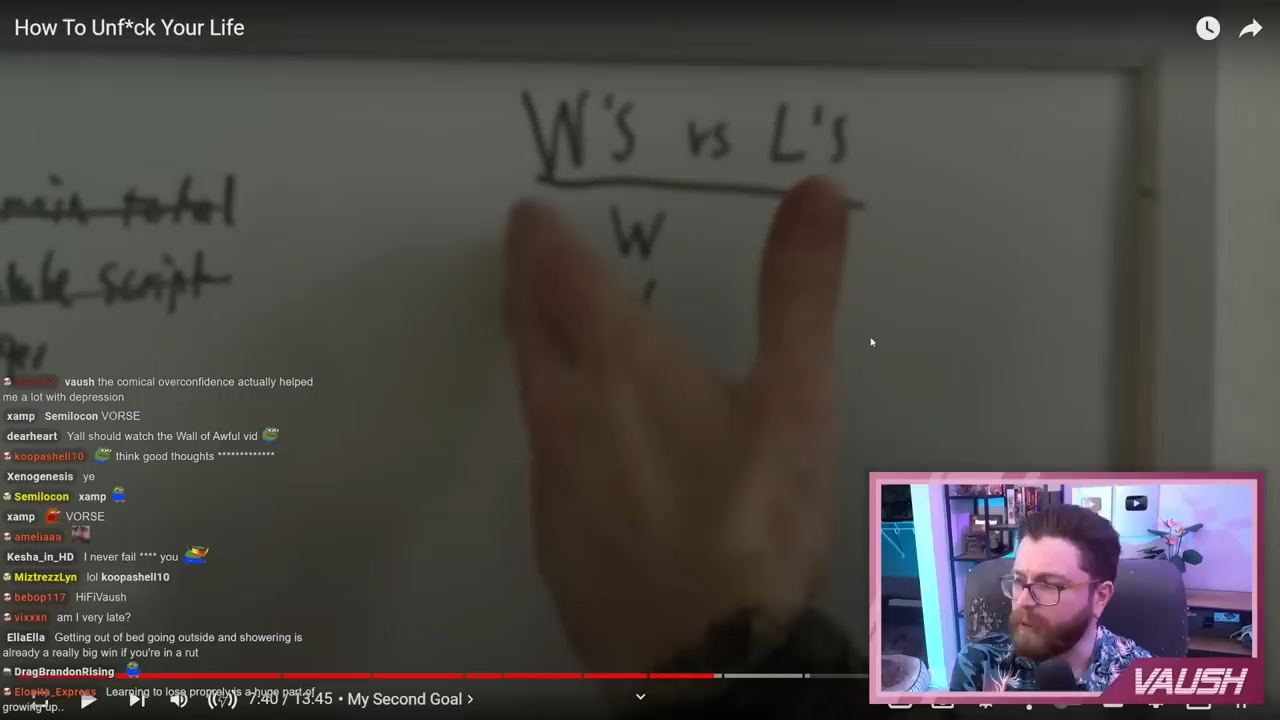 How To Unf*ck Your Life
W's vs L's
W
script
vaush the comical overconfidence actually helped
me a lot with depression
xamp Semilocon VORSE
dearheart Yall should watch the Wall of Awful vid
koopashell10 think good thoughts *************
Xenogenesis ye
Semilocon xamp
xamp VORSE
ameliaaa
Kesha_in_HD I never fail **** you
MiztrezzLyn lol koopashell10
bebop117 HiFiVaush
vixxxn am I very late?
EllaElla Getting out of bed going outside and showering is
already a really big win if you're in a rut
DragBrandonRising
Learning to lose properly is a huge part of
growing up..
7:40 / 13:45 • My Second Goal >
VAUSH